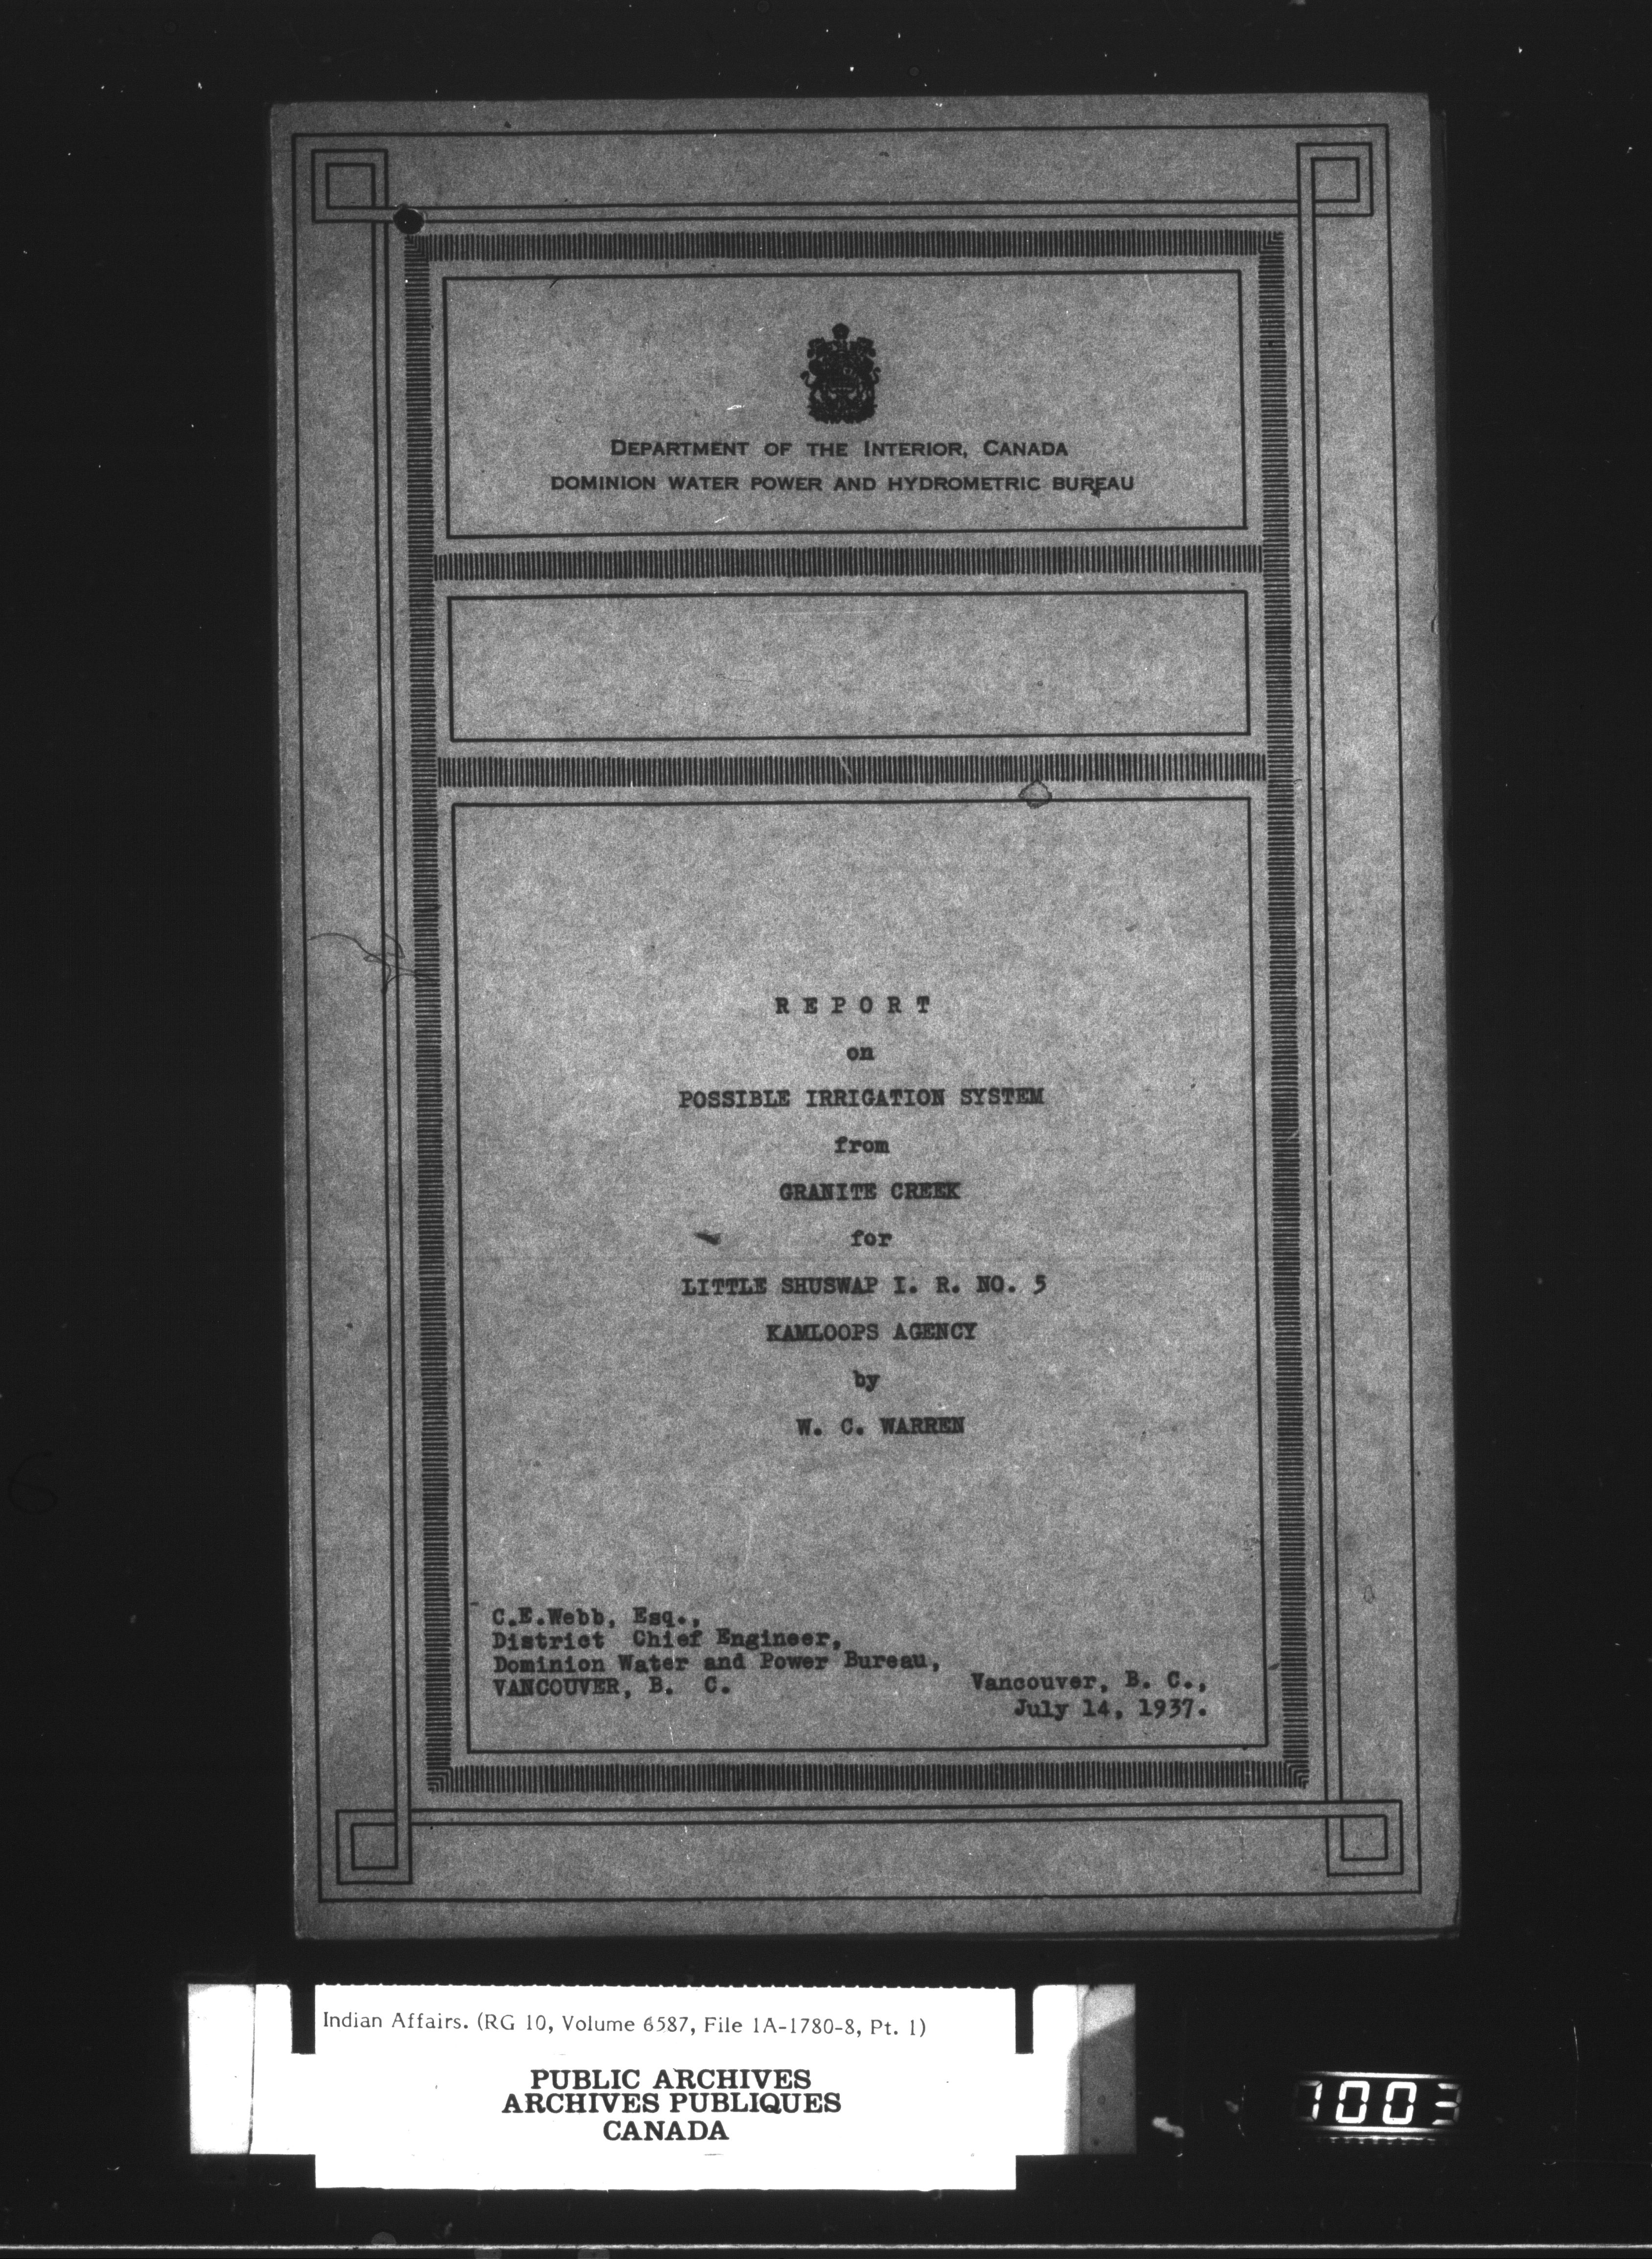 DEPARTMENT OF THE INTERIOR, CANADA
DOMINION WATER POWER AND HYDROMETRIC BUREAU
REPORT
on
POSSIBLE IRRIGATION SYSTEM
from
GRANITE CREEK
for
LITTLE SHUSWAP I. R. NO. 5
KAMLOOPS AGENCY
by
W. C. WARREN
C.E.Webb, Esq.,
District Chief Engineer,
Dominion Water and Power Bureau,
VANCOUVER, B. C.
Vancouver, B. C.,
July 14, 1937.
Indian Affairs. (RG 10, Volume 6587, File 1A-1780-8, Pt. 1)
PUBLIC ARCHIVES
ARCHIVES PUBLIQUES
CANADA
1003